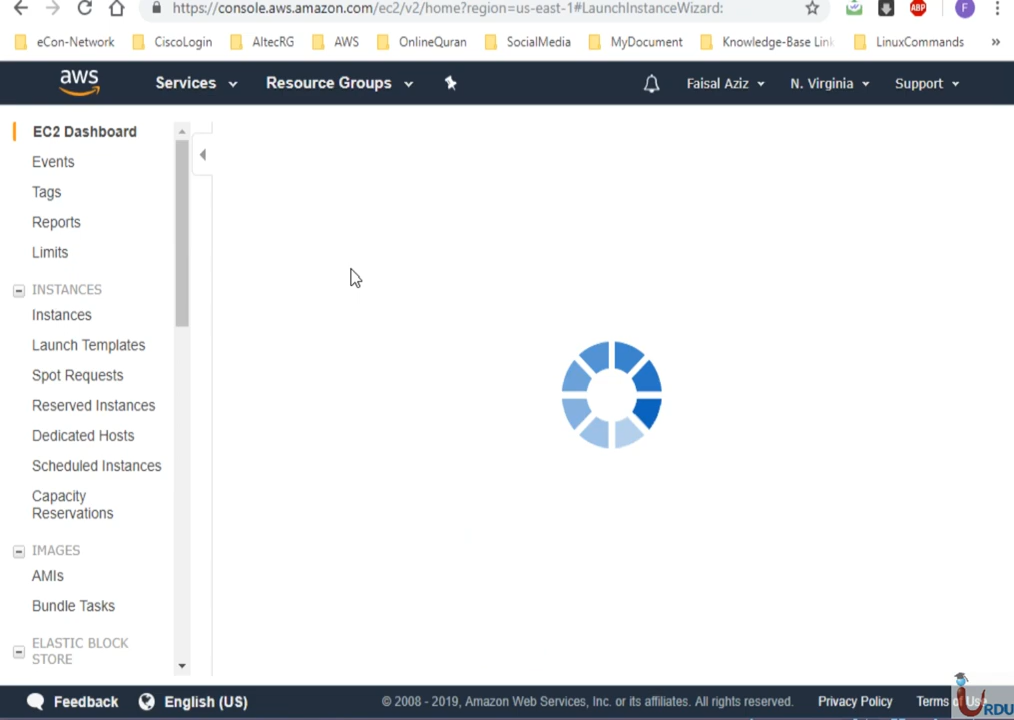 https://console.aws.amazon.com/ec2/v2/home?region=us-east-1#LaunchInstanceWizard:
ABP
F
eCon-Network CiscoLogin AltecRG AWS OnlineQuran SocialMedia MyDocument Knowledge-Base Link LinuxCommands »
aws Services Resource Groups Faisal Aziz N. Virginia Support
EC2 Dashboard
Events
Tags
Reports
Limits
INSTANCES
Instances
Launch Templates
Spot Requests
Reserved Instances
Dedicated Hosts
Scheduled Instances
Capacity
Reservations
IMAGES
AMIs
Bundle Tasks
ELASTIC BLOCK
STORE
Feedback English (US) © 2008 - 2019, Amazon Web Services, Inc. or its affiliates. All rights reserved. Privacy Policy Terms of Use
URDU